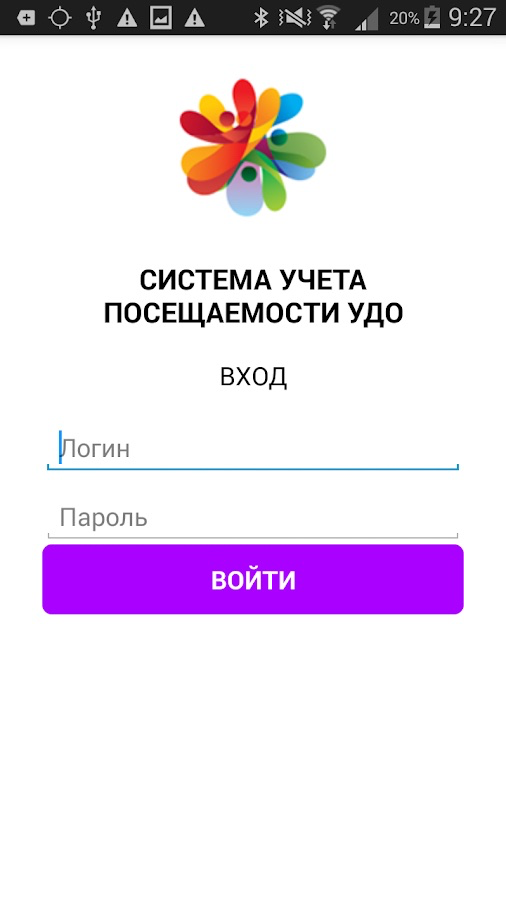 20% 9:27
СИСТЕМА УЧЕТА
ПОСЕЩАЕМОСТИ УДО
ВХОД
Логин
Пароль
ВОЙТИ